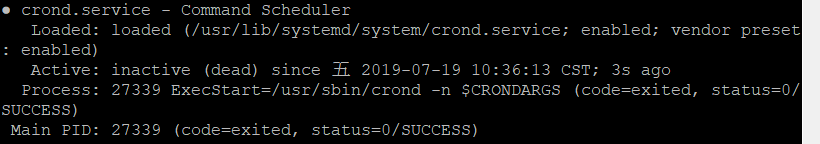 ● crond.service - Command Scheduler
Loaded: loaded (/usr/lib/systemd/system/crond.service; enabled; vendor preset
: enabled)
Active: inactive (dead) since 五 2019-07-19 10:36:13 CST; 3s ago
Process: 27339 ExecStart=/usr/sbin/crond -n $CRONDARGS (code=exited, status=0/
SUCCESS)
Main PID: 27339 (code=exited, status=0/SUCCESS)